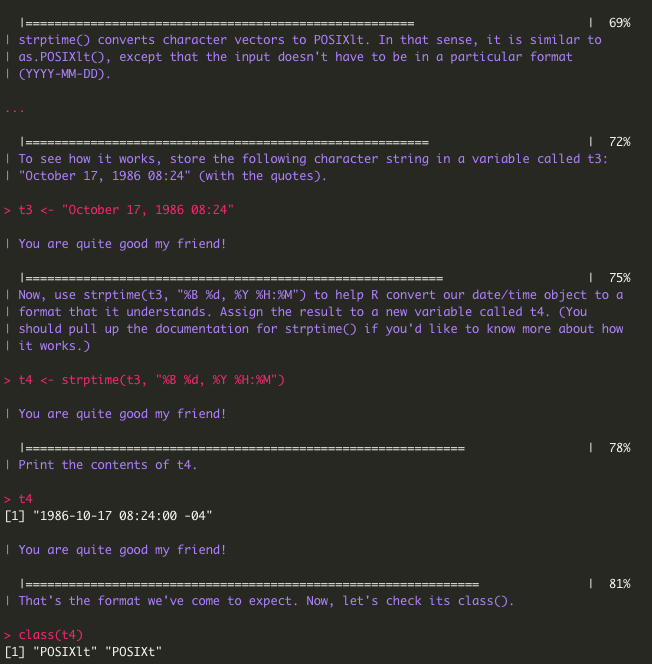 |====================================================== | 69%
| strptime() converts character vectors to POSIXlt. In that sense, it is similar to
| as.POSIXlt(), except that the input doesn't have to be in a particular format
| (YYYY-MM-DD).
...
|======================================================== | 72%
| To see how it works, store the following character string in a variable called t3:
| "October 17, 1986 08:24" (with the quotes).
> t3 <- "October 17, 1986 08:24"
| You are quite good my friend!
|========================================================== | 75%
| Now, use strptime(t3, "%B %d, %Y %H:%M") to help R convert our date/time object to a
| format that it understands. Assign the result to a new variable called t4. (You
| should pull up the documentation for strptime() if you'd like to know more about how
| it works.)
> t4 <- strptime(t3, "%B %d, %Y %H:%M")
| You are quite good my friend!
|============================================================= | 78%
| Print the contents of t4.
> t4
[1] "1986-10-17 08:24:00 -04"
| You are quite good my friend!
|=============================================================== | 81%
| That's the format we've come to expect. Now, let's check its class().
> class(t4)
[1] "POSIXlt" "POSIXt"